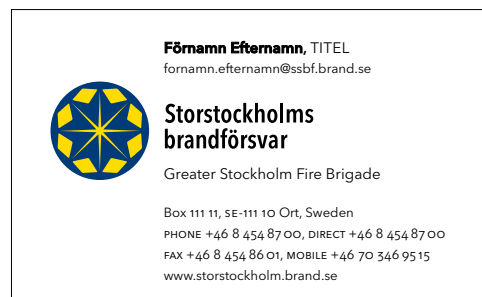 Förnamn Efternamn, TITEL
fornamn.efternamn@ssbf.brand.se
Storstockholms
brandförsvar
Greater Stockholm Fire Brigade
Box 111 11, SE-111 10 Ort, Sweden
PHONE +46 8 454 87 00, DIRECT +46 8 454 87 00
FAX +46 8 454 86 01, MOBILE +46 70 346 95 15
www.storstockholm.brand.se